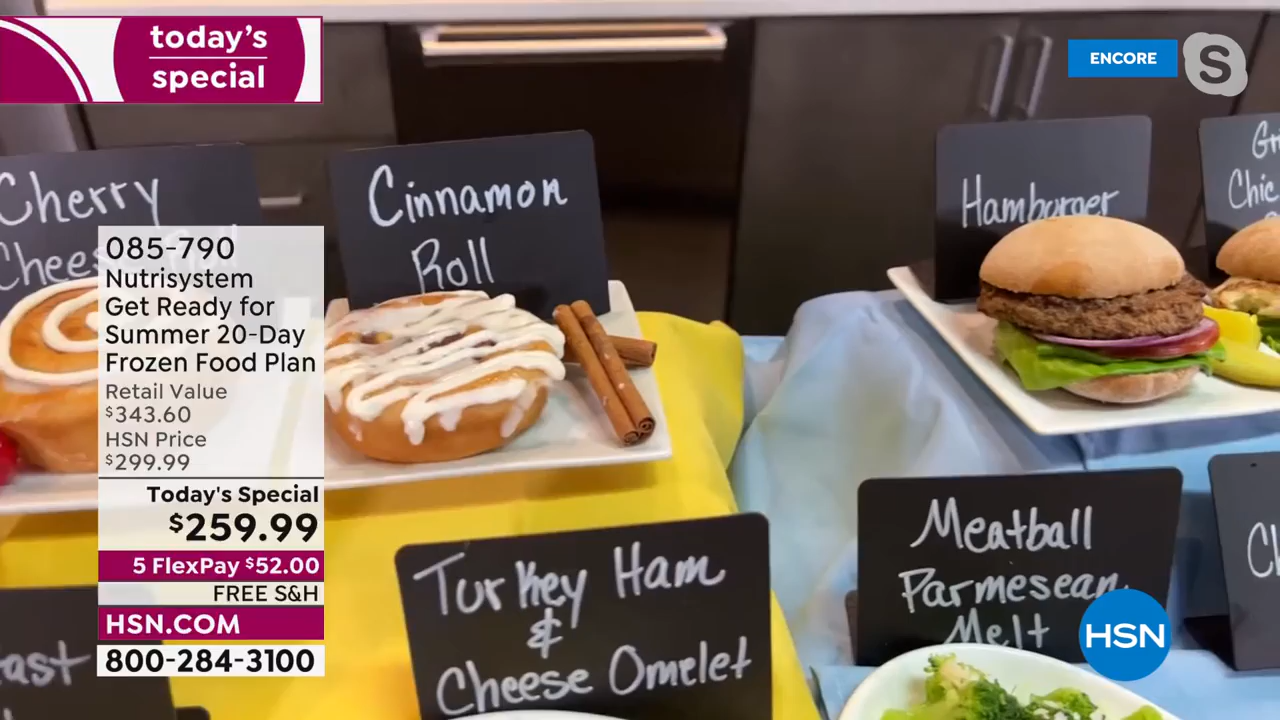 today's
special
ENCORE
S
Cherry
Cinnamon
Roll
Hamburger
085-790
Nutrisystem
Get Ready for
Summer 20-Day
Frozen Food Plan
Retail Value
$343.60
HSN Price
$299.99
Today's Special
$259.99
5 FlexPay $52.00
FREE S&H
HSN.COM
800-284-3100
Turkey Ham
&
Cheese Omelet
Meatball
Parmesean
Melt
HSN